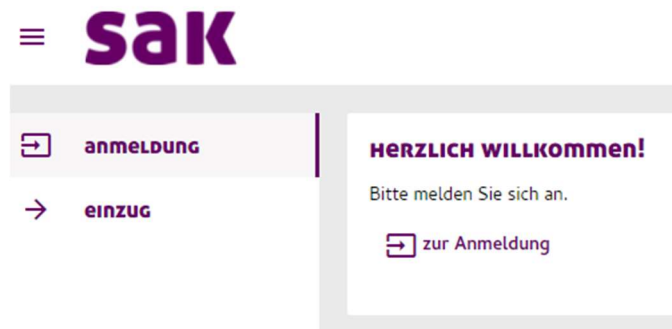 sak
anmeldung
einzug
Herzlich willkommen!
Bitte melden Sie sich an.
zur Anmeldung